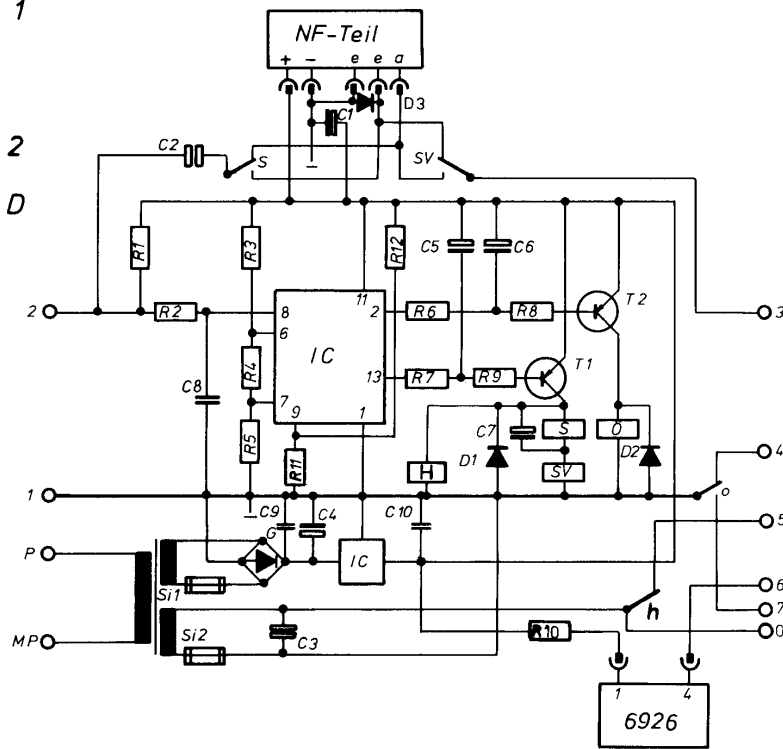 1
NF-Teil
+ - e e a
D3
C1
2
C2
S
SV
D
R1
R3
R12
C5
C6
2
R2
8
11
2
R6
R8
T2
3
6
IC
R4
13
R7
R9
T1
C8
7
9
1
R5
R11
C7
S
Ö
4
H
D1
SV
D2
1
o
C9
C4
C10
5
G
IC
P
Si1
6
h
7
MP
Si2
C3
R10
0
1
4
6926